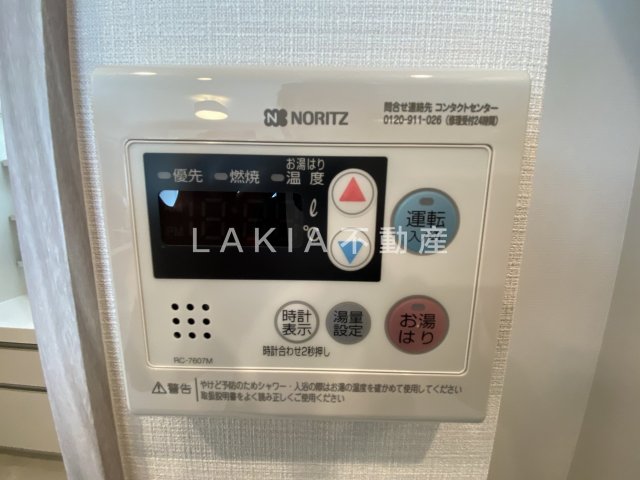 NORITZ
問合せ連絡先 コンタクトセンター
0120-911-026 (修理受付24時間)
優先 燃焼 お湯はり
温度
ℓ
℃
PM
運転
入
LAKIA不動産
時計
表示
湯量
設定
お湯
はり
時計合わせ2秒押し
RC-7607M
⚠警告
やけど予防のためシャワー・入浴の際はお湯の温度を確かめて使用してください
取扱説明書をよく読み正しくご使用ください